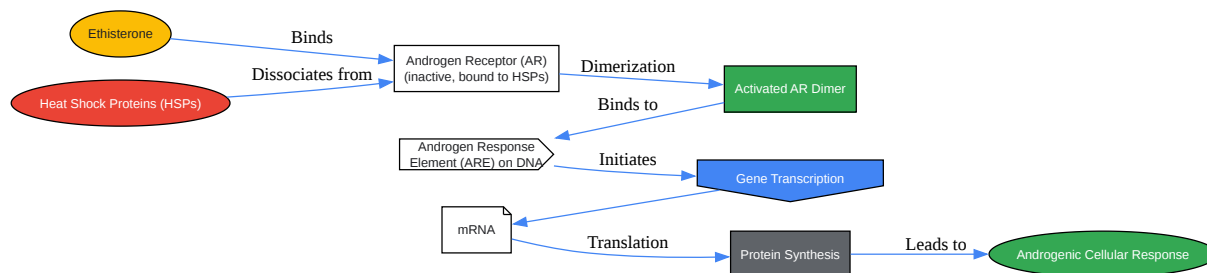 Ethisterone
Binds
Androgen Receptor (AR)
(inactive, bound to HSPs)
Heat Shock Proteins (HSPs)
Dissociates from
Dimerization
Activated AR Dimer
Binds to
Androgen Response
Element (ARE) on DNA
Initiates
Gene Transcription
mRNA
Translation
Protein Synthesis
Leads to
Androgenic Cellular Response